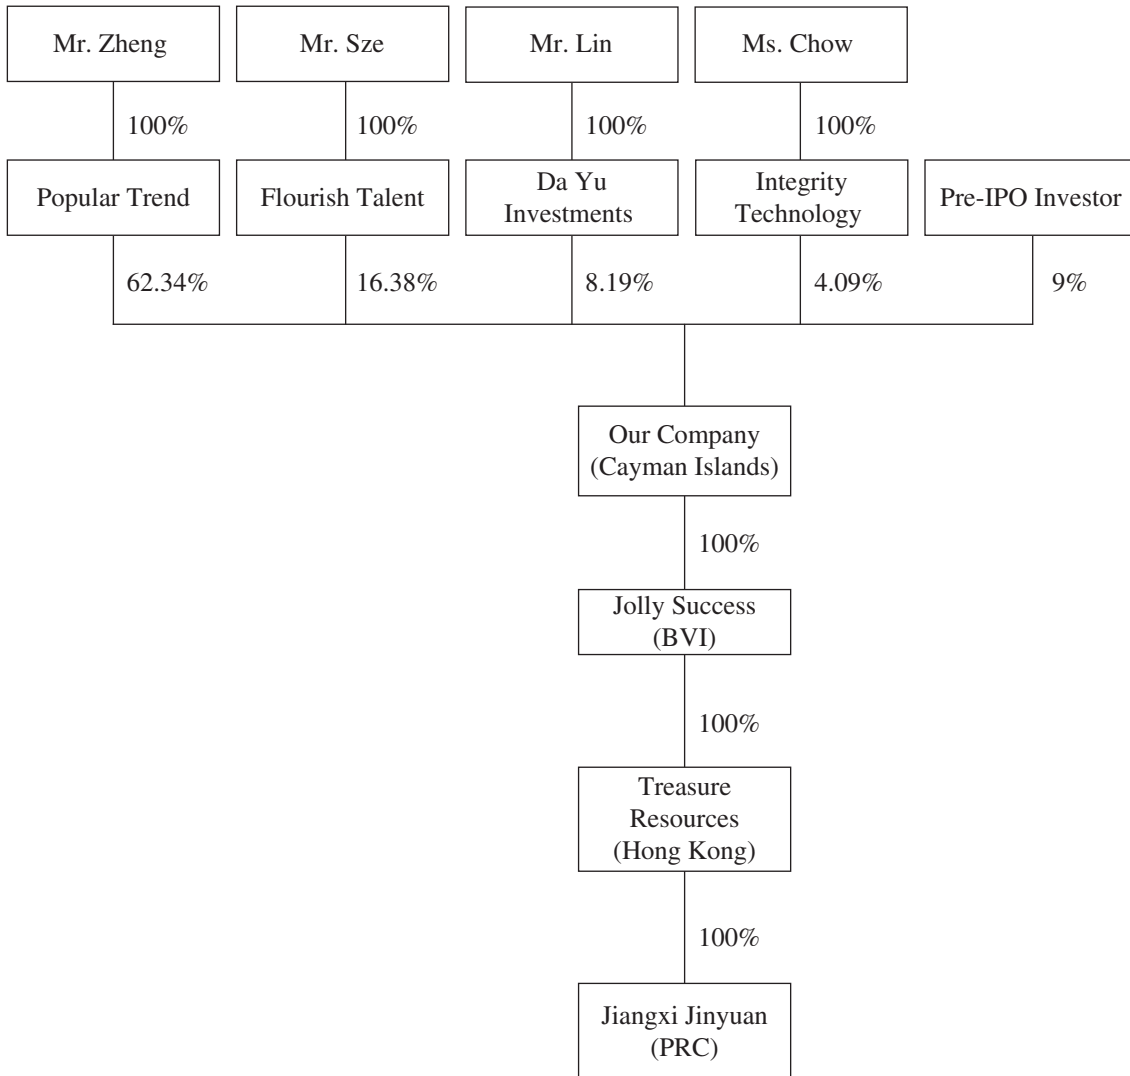 Mr. Zheng
Mr. Sze
Mr. Lin
Ms. Chow
100%
100%
100%
100%
Popular Trend
Flourish Talent
Da Yu
Investments
Integrity
Technology
Pre-IPO Investor
62.34%
16.38%
8.19%
4.09%
9%
Our Company
(Cayman Islands)
100%
Jolly Success
(BVI)
100%
Treasure
Resources
(Hong Kong)
100%
Jiangxi Jinyuan
(PRC)